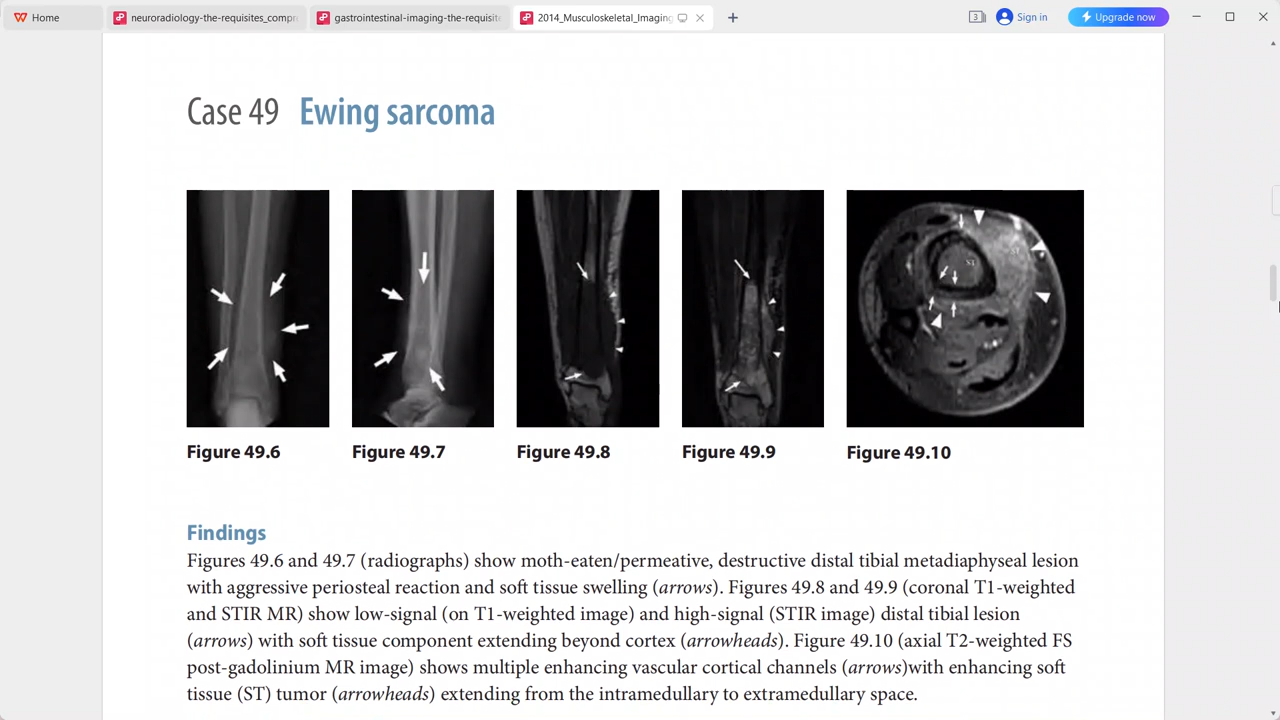 Home
neuroradiology-the-requisites_compr
gastrointestinal-imaging-the-requisite
2014_Musculoskeletal_Imaging
3
Sign in
Upgrade now
Case 49 Ewing sarcoma
ST
ST
Figure 49.6
Figure 49.7
Figure 49.8
Figure 49.9
Figure 49.10
Findings
Figures 49.6 and 49.7 (radiographs) show moth-eaten/permeative, destructive distal tibial metadiaphyseal lesion
with aggressive periosteal reaction and soft tissue swelling (arrows). Figures 49.8 and 49.9 (coronal T1-weighted
and STIR MR) show low-signal (on T1-weighted image) and high-signal (STIR image) distal tibial lesion
(arrows) with soft tissue component extending beyond cortex (arrowheads). Figure 49.10 (axial T2-weighted FS
post-gadolinium MR image) shows multiple enhancing vascular cortical channels (arrows)with enhancing soft
tissue (ST) tumor (arrowheads) extending from the intramedullary to extramedullary space.